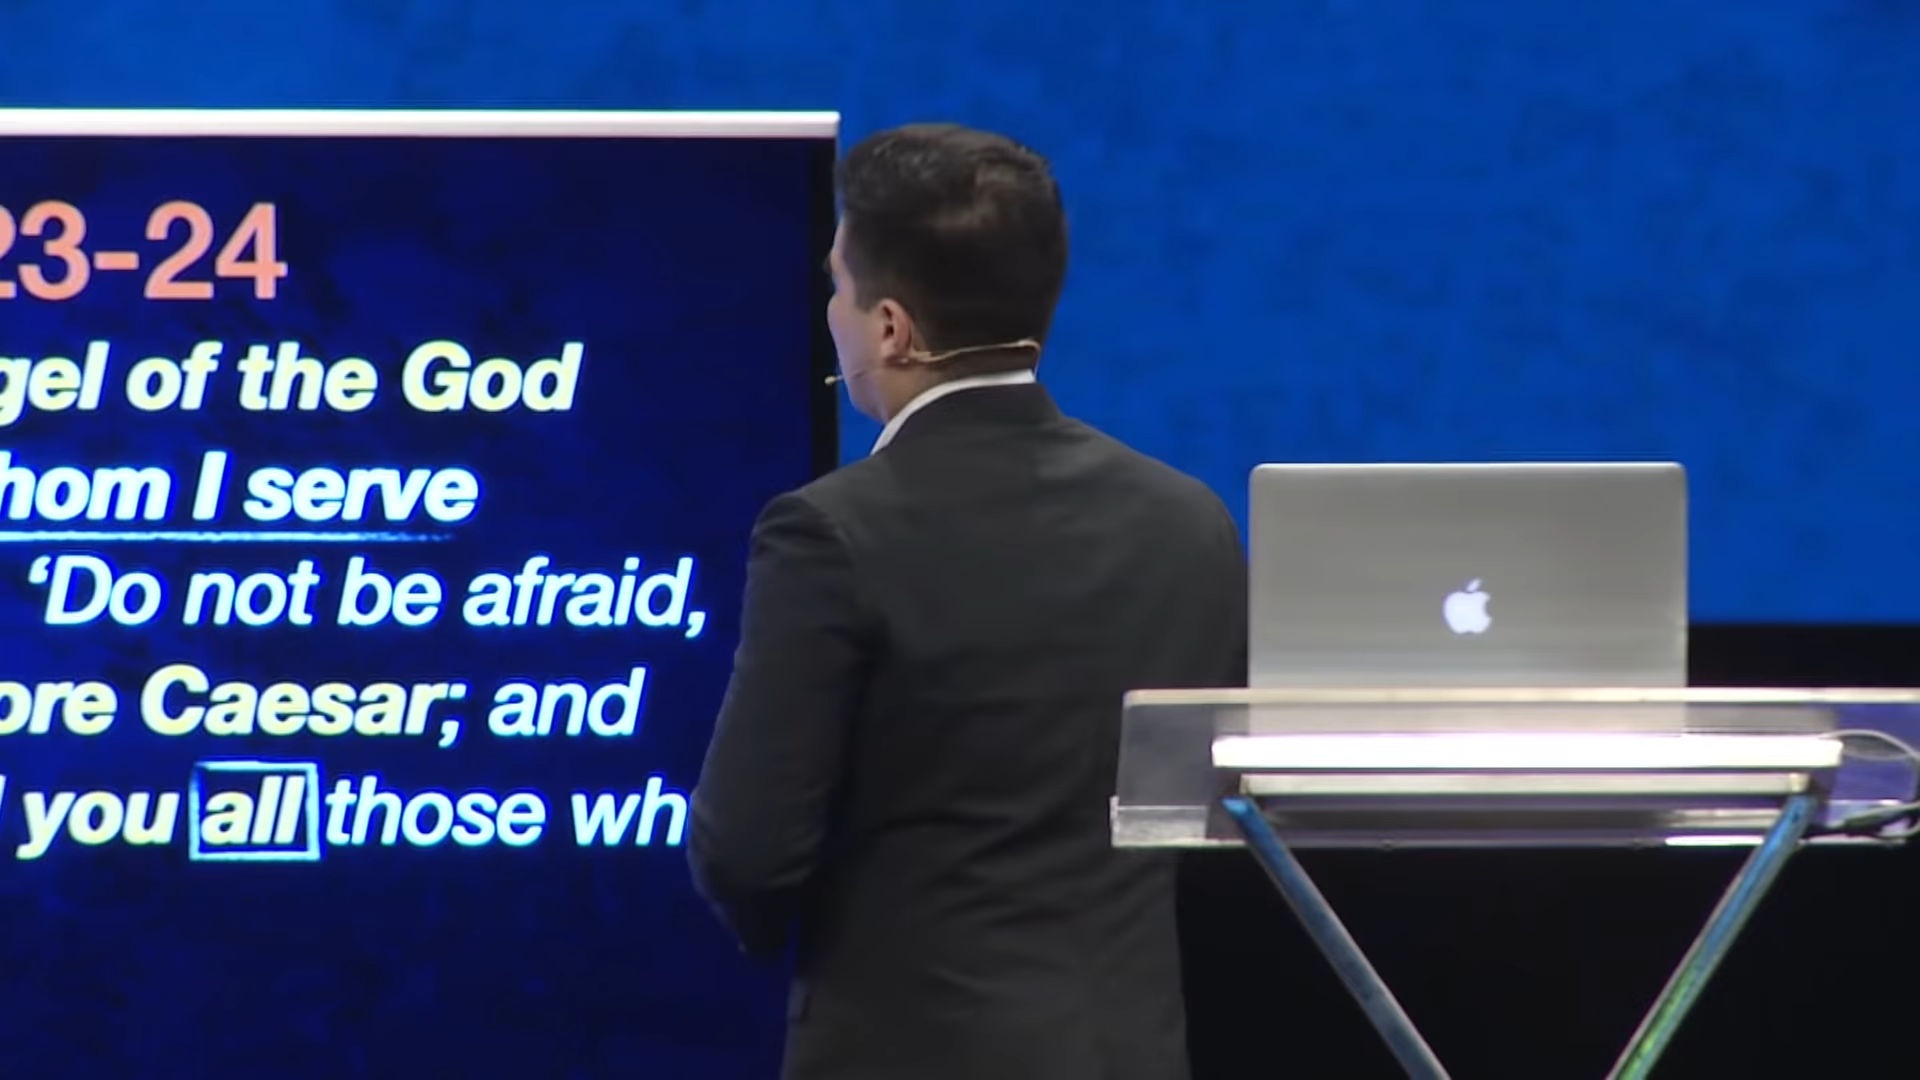 23-24
gel of the God
hom I serve
‘Do not be afraid,
ore Caesar; and
you all those wh